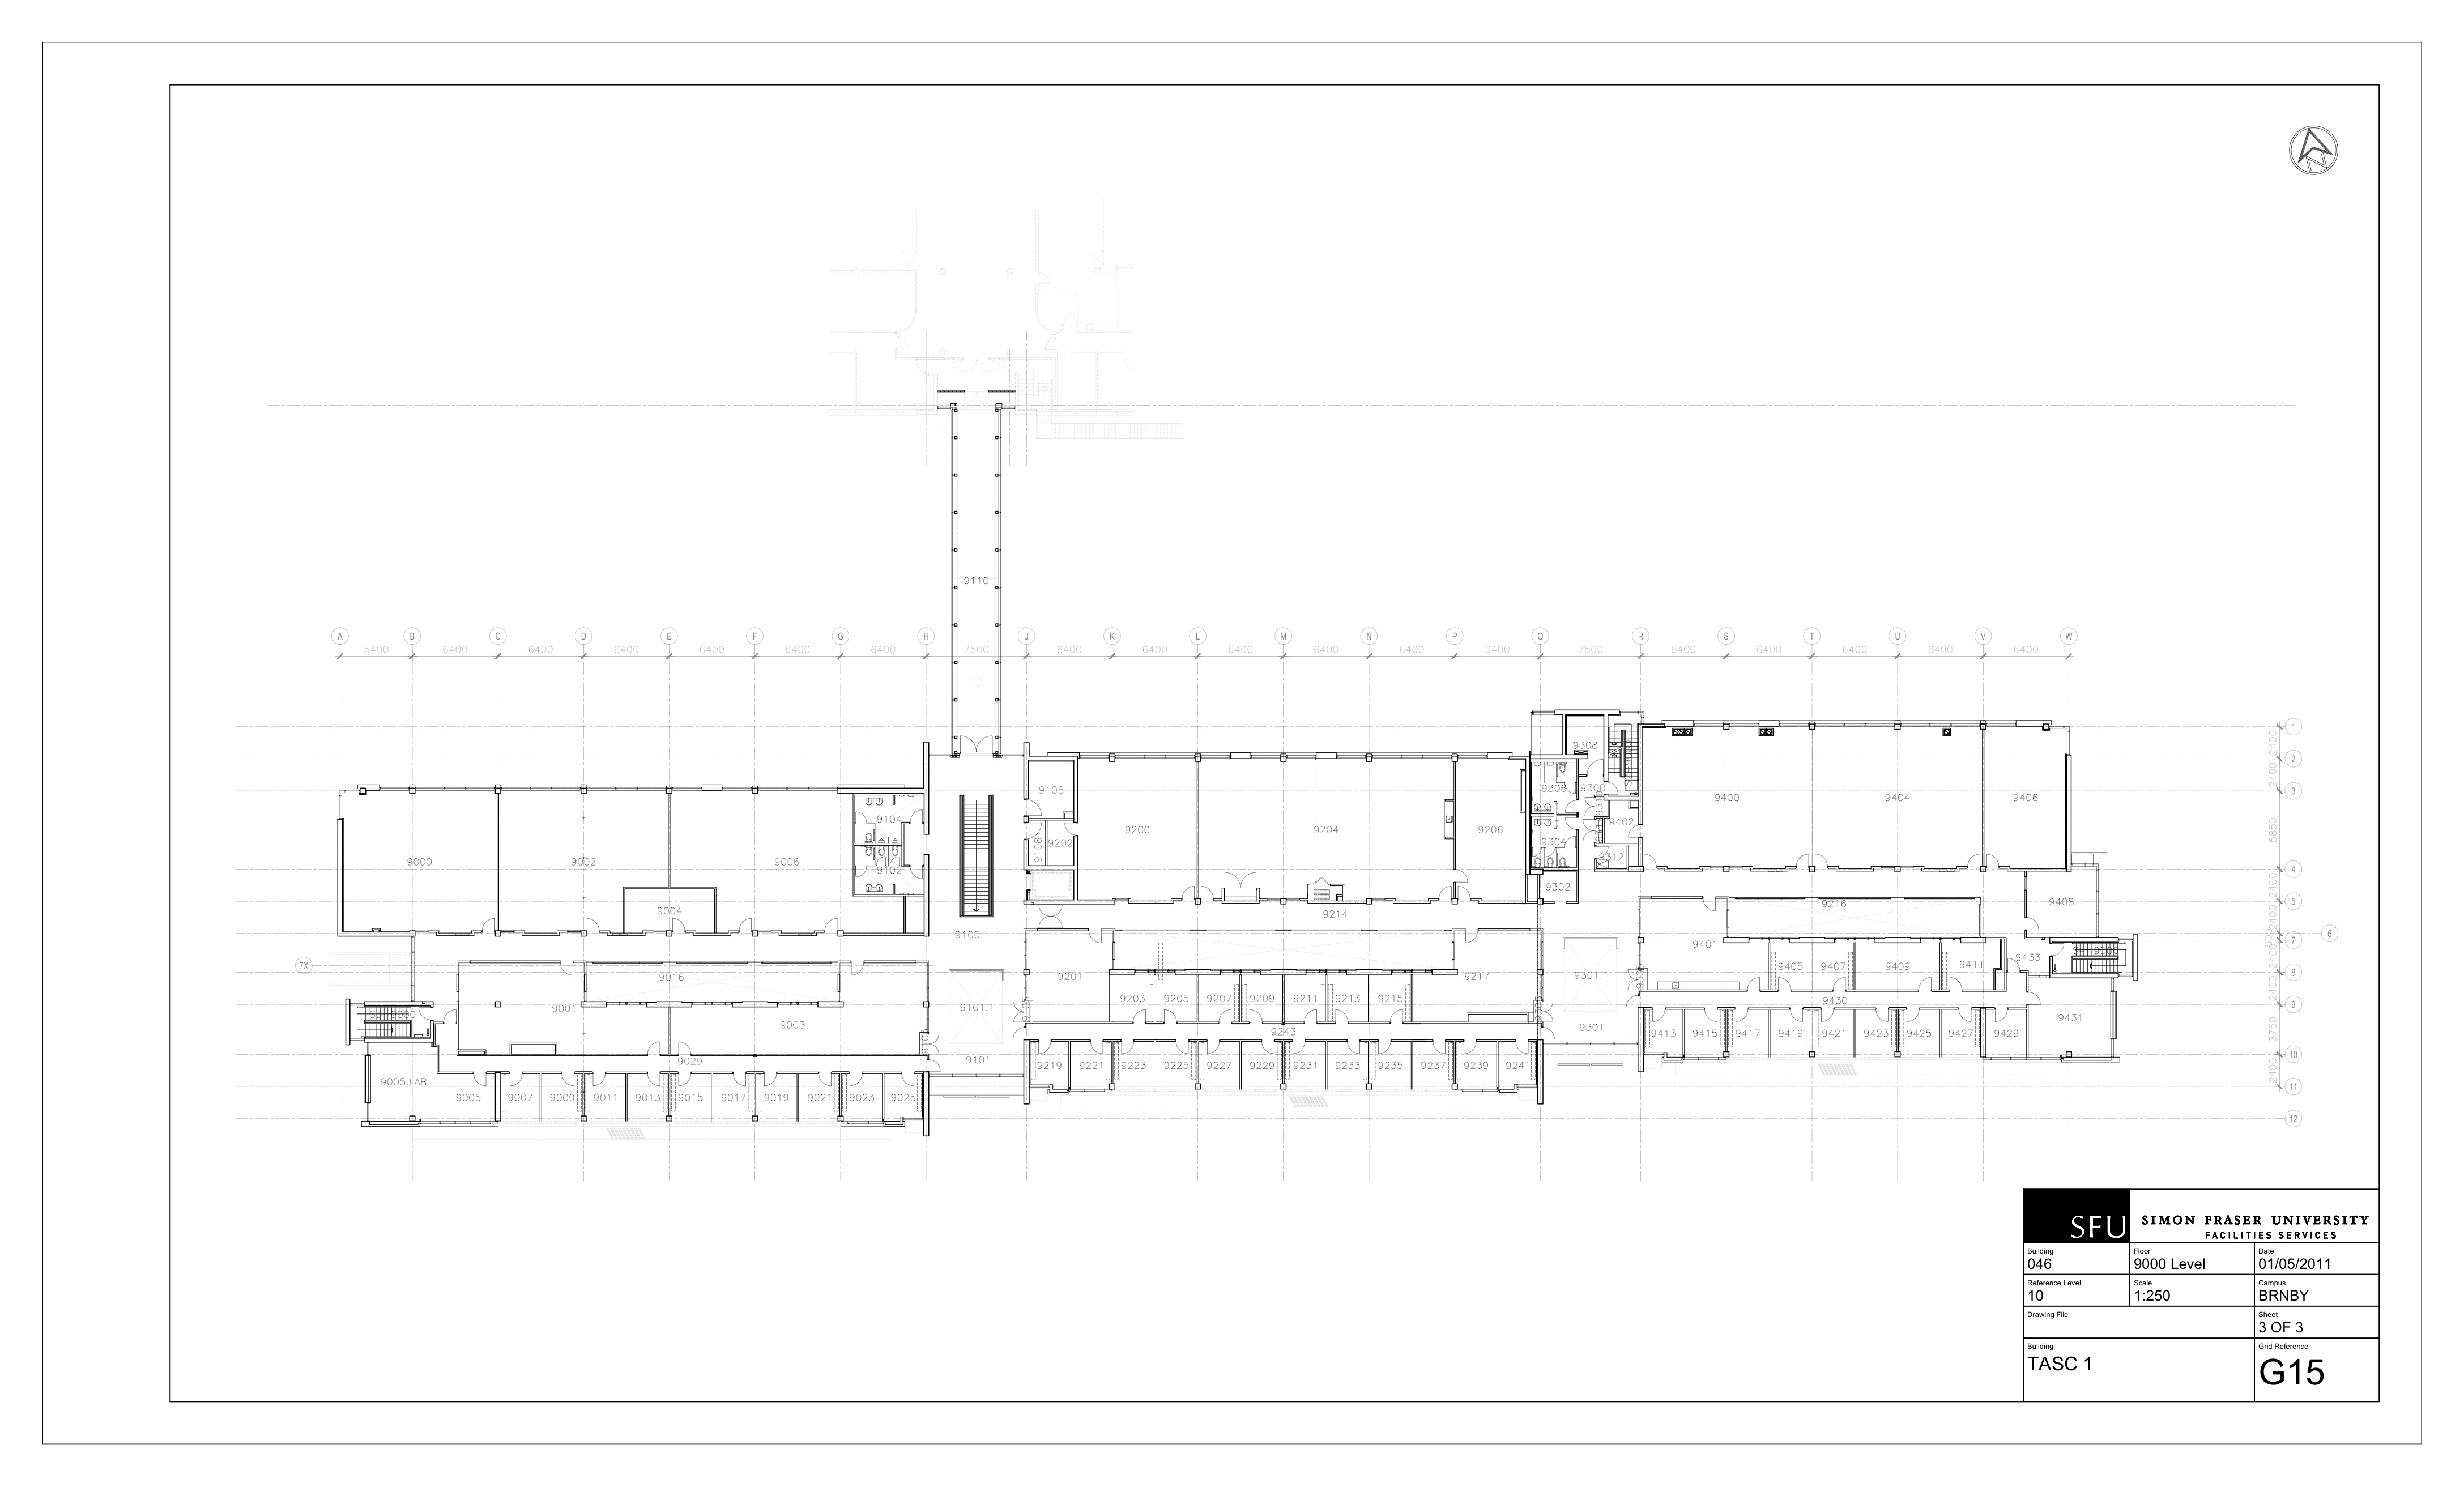 9110
A B C D E F G H J K L M N P Q R S T U V W
5400 6400 6400 6400 6400 6400 6400 7500 6400 6400 6400 6400 6400 6400 7500 6400 6400 6400 6400 6400
1
2400
2
2400
3
5850
4
2400
5
2400
6
600
7
2400
8
2400
9
3750
10
2400
11
12
7X
9000
9002
9004
9006
9104
9102
9016
9001
9003
9029
9005.LAB
9005 9007 9009 9011 9013 9015 9017 9019 9021 9023 9025
9100
9101.1
9101
9106
9108
9202
9200
9204
9206
9214
9201
9217
9203 9205 9207 9209 9211 9213 9215
9243
9219 9221 9223 9225 9227 9229 9231 9233 9235 9237 9239 9241
9308
9306
9300
9304
9302
9402
9312
9301.1
9301
9400
9404
9406
9216
9408
9401
9405 9407 9409 9411
9433
9430
9431
9413 9415 9417 9419 9421 9423 9425 9427 9429
SFU
SIMON FRASER UNIVERSITY
FACILITIES SERVICES
Building
046
Floor
9000 Level
Date
01/05/2011
Reference Level
10
Scale
1:250
Campus
BRNBY
Drawing File
Sheet
3 OF 3
Building
TASC 1
Grid Reference
G15